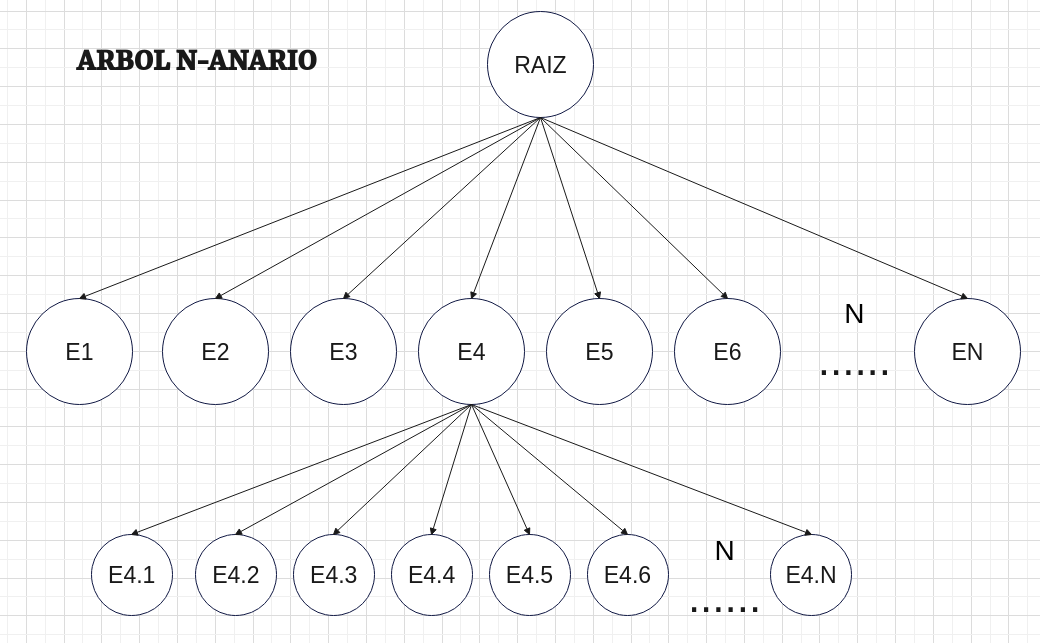 ARBOL N-ANARIO
RAIZ
E1 E2 E3 E4 E5 E6 N ...... EN
E4.1 E4.2 E4.3 E4.4 E4.5 E4.6 N ...... E4.N